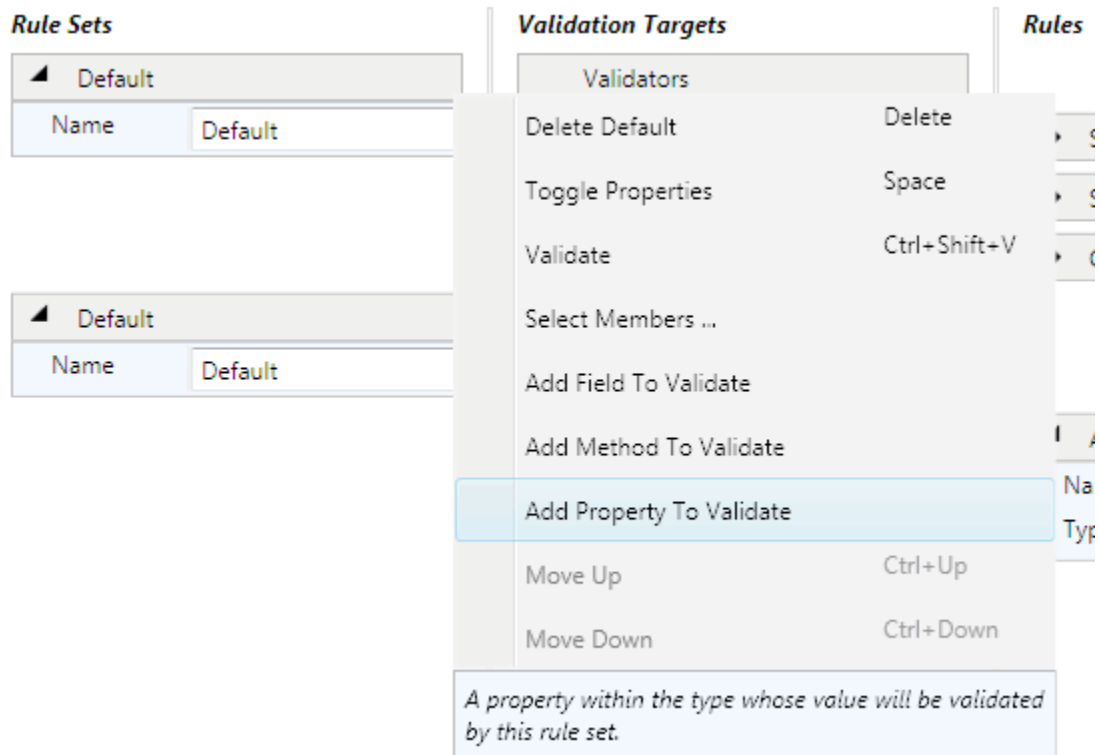 Rule Sets
Validation Targets
Rules
Default
Validators
Name
Default
Delete Default
Delete
Toggle Properties
Space
Validate
Ctrl+Shift+V
Default
Select Members ...
Name
Default
Add Field To Validate
Add Method To Validate
Add Property To Validate
Move Up
Ctrl+Up
Move Down
Ctrl+Down
A property within the type whose value will be validated
by this rule set.